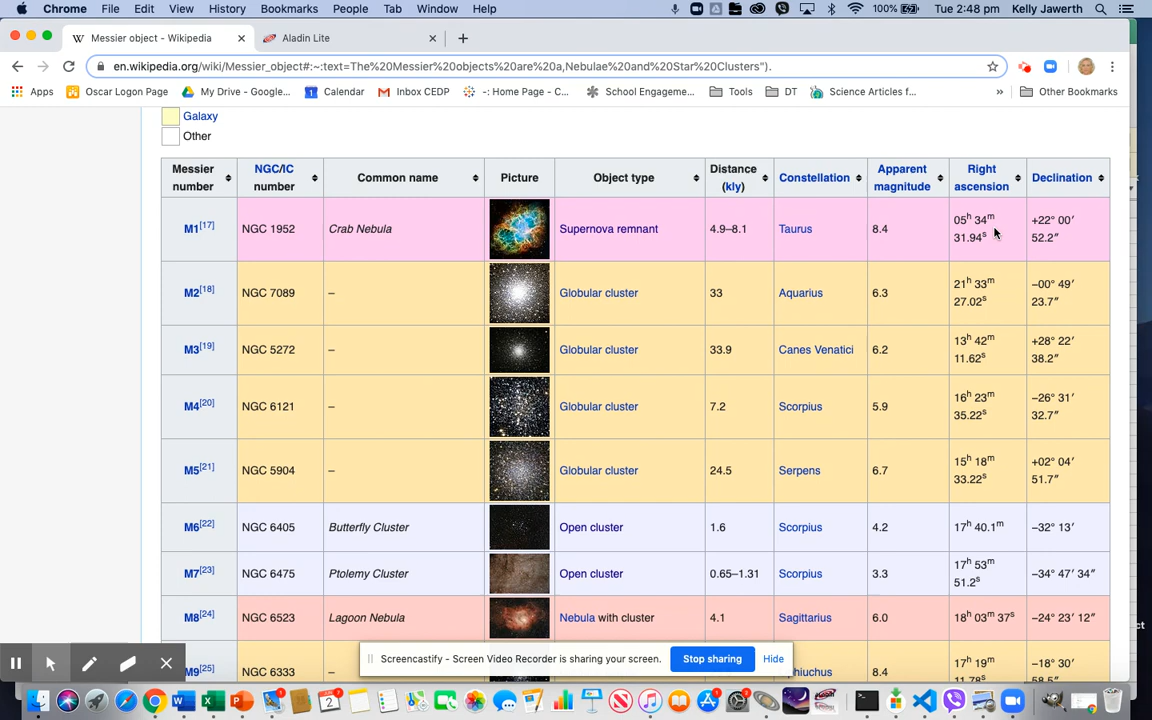 Chrome File Edit View History Bookmarks People Tab Window Help 100% Tue 2:48 pm Kelly Jawerth
Messier object - Wikipedia Aladin Lite
en.wikipedia.org/wiki/Messier_object#:~:text=The%20Messier%20objects%20are%20a,Nebulae%20and%20Star%20Clusters").
Apps Oscar Logon Page My Drive - Google... Calendar Inbox CEDP -: Home Page - C... School Engageme... Tools DT Science Articles f... » Other Bookmarks
Galaxy
Other
Messier number NGC/IC number Common name Picture Object type Distance (kly) Constellation Apparent magnitude Right ascension Declination
M1[17] NGC 1952 Crab Nebula Supernova remnant 4.9–8.1 Taurus 8.4 05h 34m 31.94s +22° 00′ 52.2″
M2[18] NGC 7089 – Globular cluster 33 Aquarius 6.3 21h 33m 27.02s −00° 49′ 23.7″
M3[19] NGC 5272 – Globular cluster 33.9 Canes Venatici 6.2 13h 42m 11.62s +28° 22′ 38.2″
M4[20] NGC 6121 – Globular cluster 7.2 Scorpius 5.9 16h 23m 35.22s −26° 31′ 32.7″
M5[21] NGC 5904 – Globular cluster 24.5 Serpens 6.7 15h 18m 33.22s +02° 04′ 51.7″
M6[22] NGC 6405 Butterfly Cluster Open cluster 1.6 Scorpius 4.2 17h 40.1m −32° 13′
M7[23] NGC 6475 Ptolemy Cluster Open cluster 0.65–1.31 Scorpius 3.3 17h 53m 51.2s −34° 47′ 34″
M8[24] NGC 6523 Lagoon Nebula Nebula with cluster 4.1 Sagittarius 6.0 18h 03m 37s −24° 23′ 12″
M9[25] NGC 6333 8.4 17h 19m 11.78s −18° 30′ 58.5″
Screencastify - Screen Video Recorder is sharing your screen. Stop sharing Hide